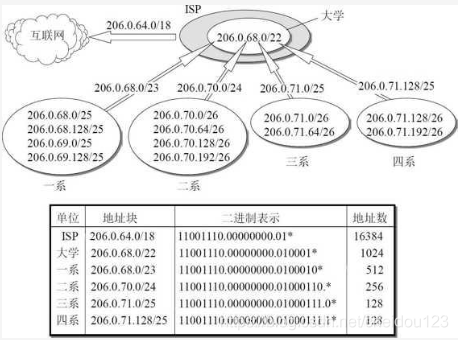 ISP
大学
206.0.64.0/18
互联网
206.0.68.0/22
206.0.68.0/23
206.0.70.0/24
206.0.71.0/25
206.0.71.128/25
206.0.68.0/25
206.0.68.128/25
206.0.69.0/25
206.0.69.128/25
一系
206.0.70.0/26
206.0.70.64/26
206.0.70.128/26
206.0.70.192/26
二系
206.0.71.0/26
206.0.71.64/26
三系
206.0.71.128/26
206.0.71.192/26
四系
单位 地址块 二进制表示 地址数
ISP 206.0.64.0/18 11001110.00000000.01* 16384
大学 206.0.68.0/22 11001110.00000000.010001* 1024
一系 206.0.68.0/23 11001110.00000000.0100010* 512
二系 206.0.70.0/24 11001110.00000000.01000110.* 256
三系 206.0.71.0/25 11001110.00000000.01000111.0* 128
四系 206.0.71.128/25 11001110.00000000.01000111.1* 128